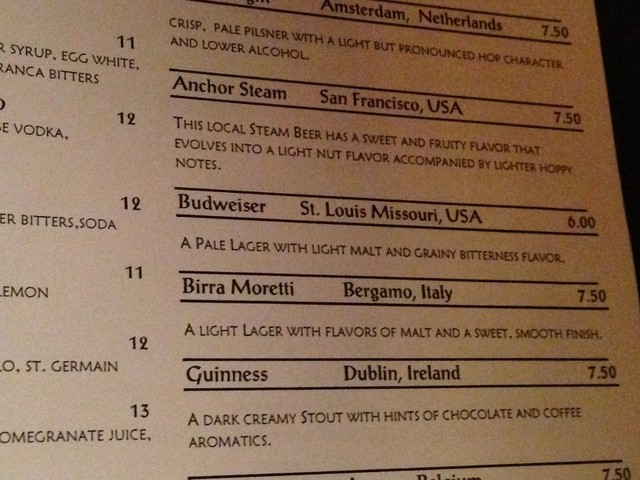 11
SYRUP, EGG WHITE,
BITTERS
12
VODKA,
12
BITTERS,SODA
11
LEMON
12
ST. GERMAIN
13
JUICE,
Amsterdam, Netherlands 7.50
CRISP, PALE PILSNER WITH A LIGHT BUT PRONOUNCED HOP CHARACTER
AND LOWER ALCOHOL.
Anchor Steam San Francisco, USA 7.50
THIS LOCAL STEAM BEER HAS A SWEET AND FRUITY FLAVOR THAT
EVOLVES INTO A LIGHT NUT FLAVOR ACCOMPANIED BY LIGHTER HOPPY
NOTES.
Budweiser St. Louis Missouri, USA 6.00
A PALE LAGER WITH LIGHT MALT AND GRAINY BITTERNESS FLAVOR.
Birra Moretti Bergamo, Italy 7.50
A LIGHT LAGER WITH FLAVORS OF MALT AND A SWEET, SMOOTH FINISH.
Guinness Dublin, Ireland 7.50
A DARK CREAMY STOUT WITH HINTS OF CHOCOLATE AND COFFEE
AROMATICS.
Belgium 7.50